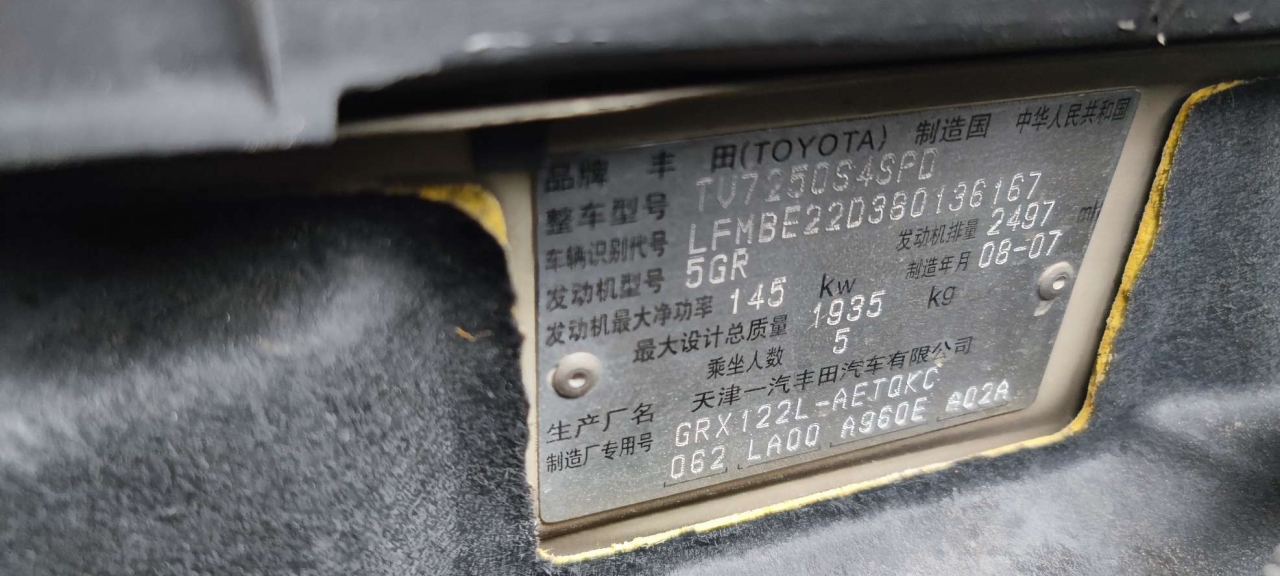 品牌 丰 田(TOYOTA) 制造国 中华人民共和国
整车型号 TV7250S4SPD
车辆识别代号 LFMBE22D380136167
发动机型号 5GR 发动机排量 2497 ml
发动机最大净功率 145 kw 制造年月 08-07
最大设计总质量 1935 kg
乘坐人数 5
生产厂名 天津一汽丰田汽车有限公司
制造厂专用号 GRX122L-AETQKC
062 LA00 A960E A02A